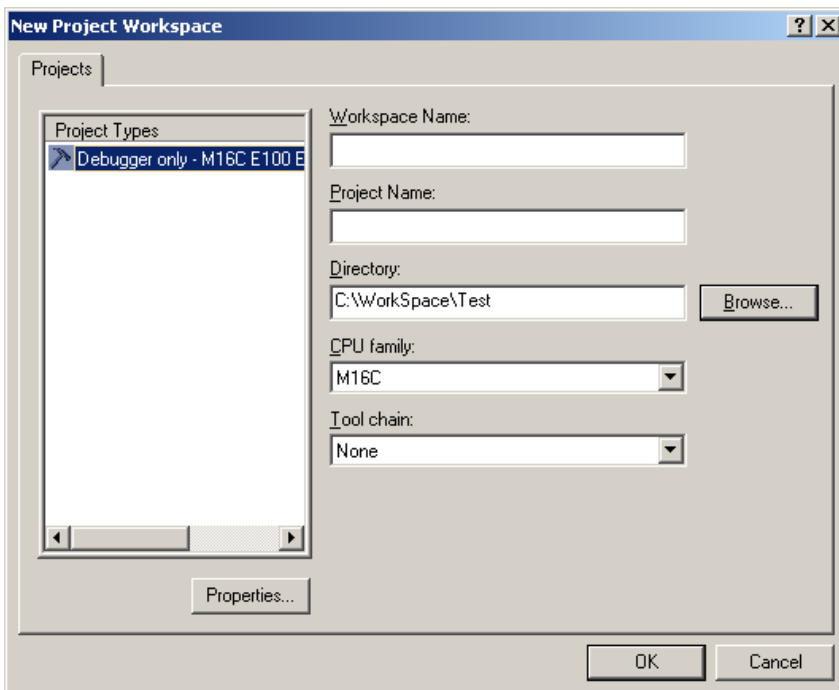 New Project Workspace
Projects
Project Types
Debugger only - M16C E100 E
Properties...
Workspace Name:
Project Name:
Directory:
C:\WorkSpace\Test
Browse...
CPU family:
M16C
Tool chain:
None
OK
Cancel